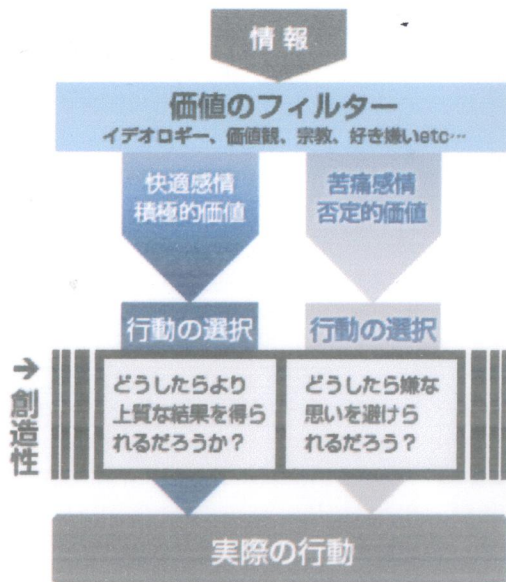 情報
価値のフィルター
イデオロギー、価値観、宗教、好き嫌いetc…
快適感情
積極的価値
苦痛感情
否定的価値
行動の選択
行動の選択
→創造性
どうしたらより
上質な結果を得ら
れるだろうか？
どうしたら嫌な
思いを避けら
れるだろう？
実際の行動